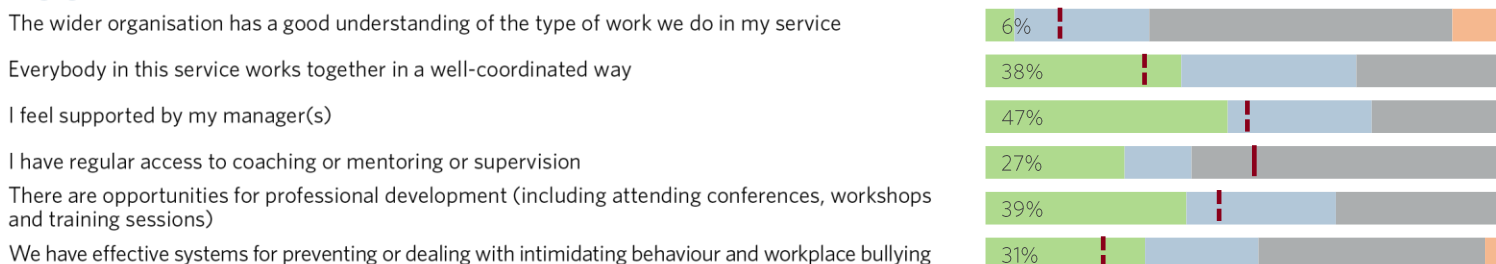 The wider organisation has a good understanding of the type of work we do in my service
6%
Everybody in this service works together in a well-coordinated way
38%
I feel supported by my manager(s)
47%
I have regular access to coaching or mentoring or supervision
27%
There are opportunities for professional development (including attending conferences, workshops
and training sessions)
39%
We have effective systems for preventing or dealing with intimidating behaviour and workplace bullying
31%